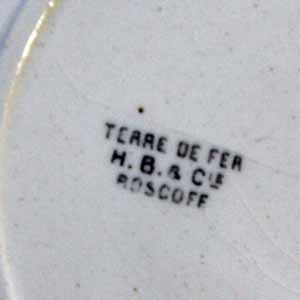 TERRE DE FER
H. B. & CIE
ROSCOFF